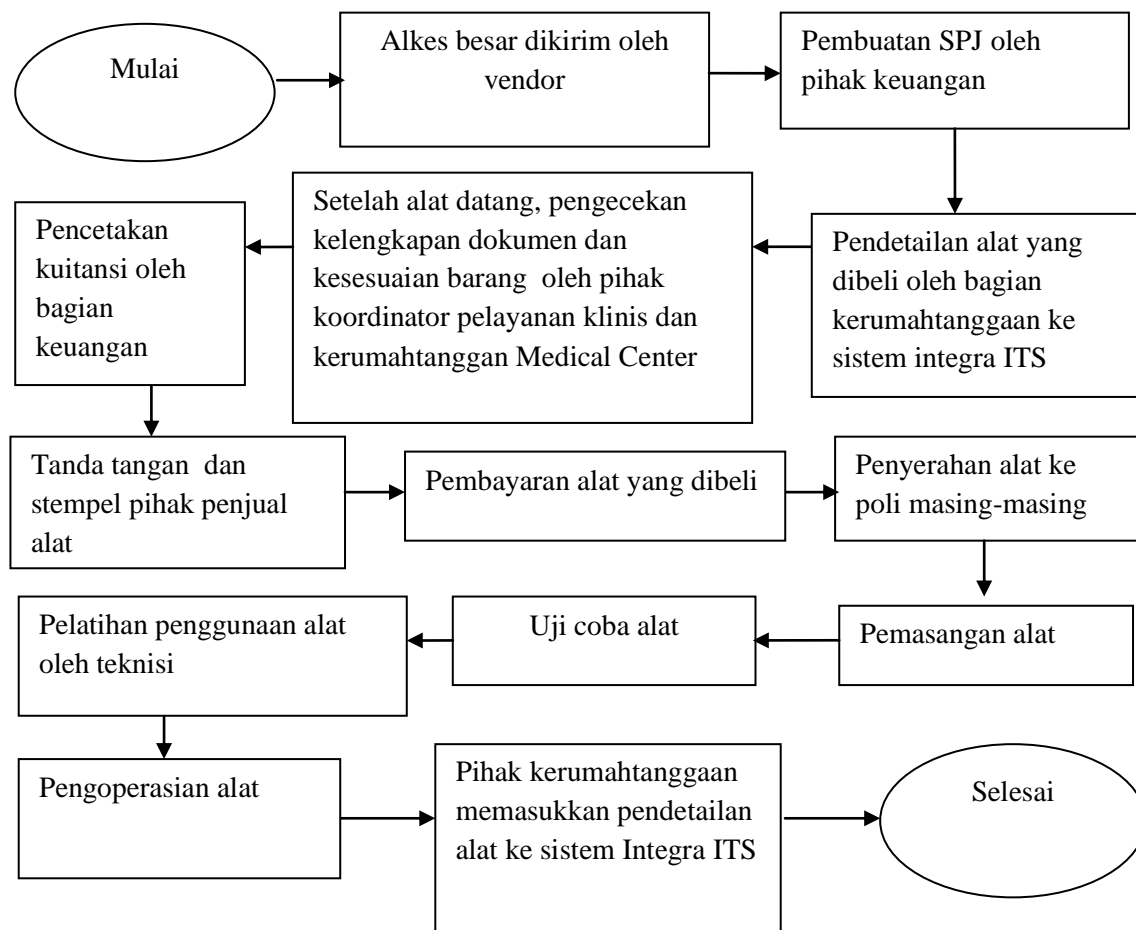 Mulai
Alkes besar dikirim oleh
vendor
Pembuatan SPJ oleh
pihak keuangan
Pendetailan alat yang
dibeli oleh bagian
kerumahtanggaan ke
sistem integra ITS
Setelah alat datang, pengecekan
kelengkapan dokumen dan
kesesuaian barang  oleh pihak
koordinator pelayanan klinis dan
kerumahtanggan Medical Center
Pencetakan
kuitansi oleh
bagian
keuangan
Tanda tangan  dan
stempel pihak penjual
alat
Pembayaran alat yang dibeli
Penyerahan alat ke
poli masing-masing
Pemasangan alat
Uji coba alat
Pelatihan penggunaan alat
oleh teknisi
Pengoperasian alat
Pihak kerumahtanggaan
memasukkan pendetailan
alat ke sistem Integra ITS
Selesai